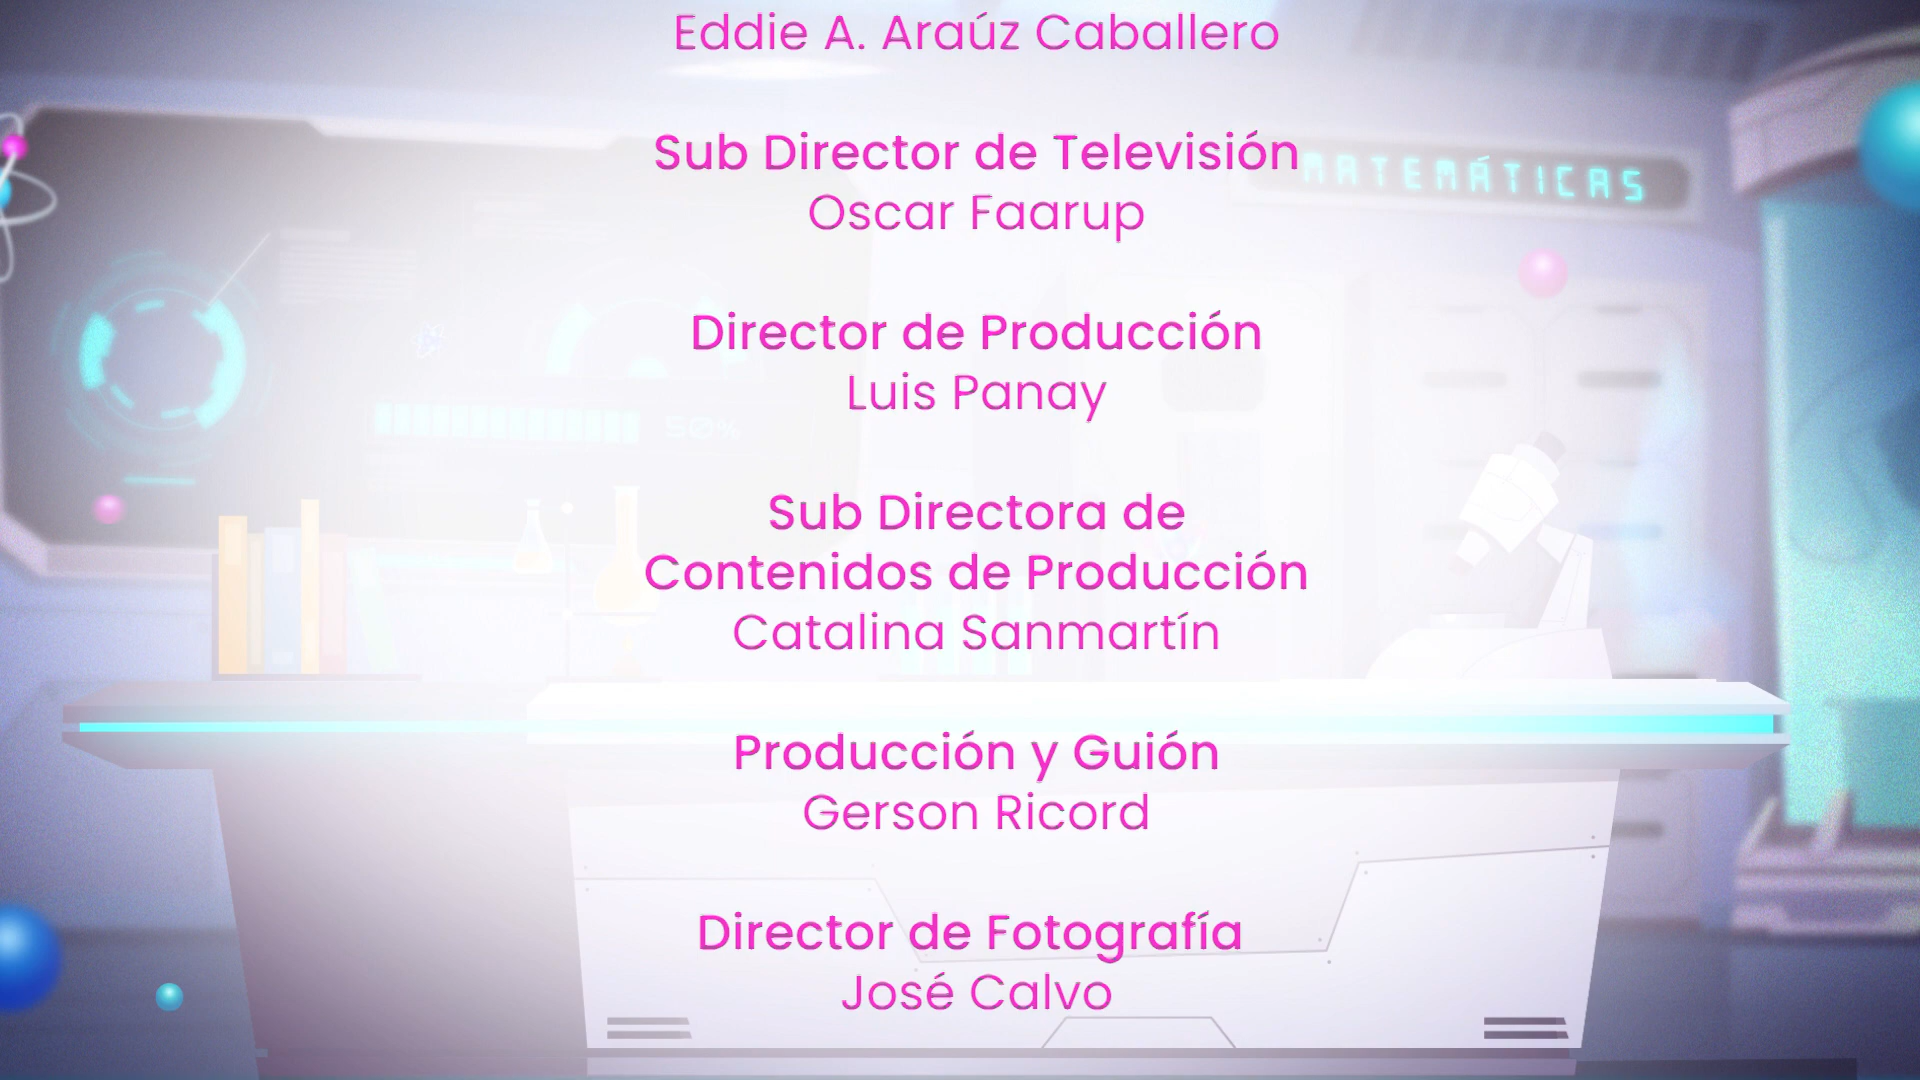 Eddie A. Araúz Caballero
Sub Director de Televisión
Oscar Faarup
MATEMÁTICAS
Director de Producción
Luis Panay
50%
Sub Directora de
Contenidos de Producción
Catalina Sanmartín
Producción y Guión
Gerson Ricord
Director de Fotografía
José Calvo